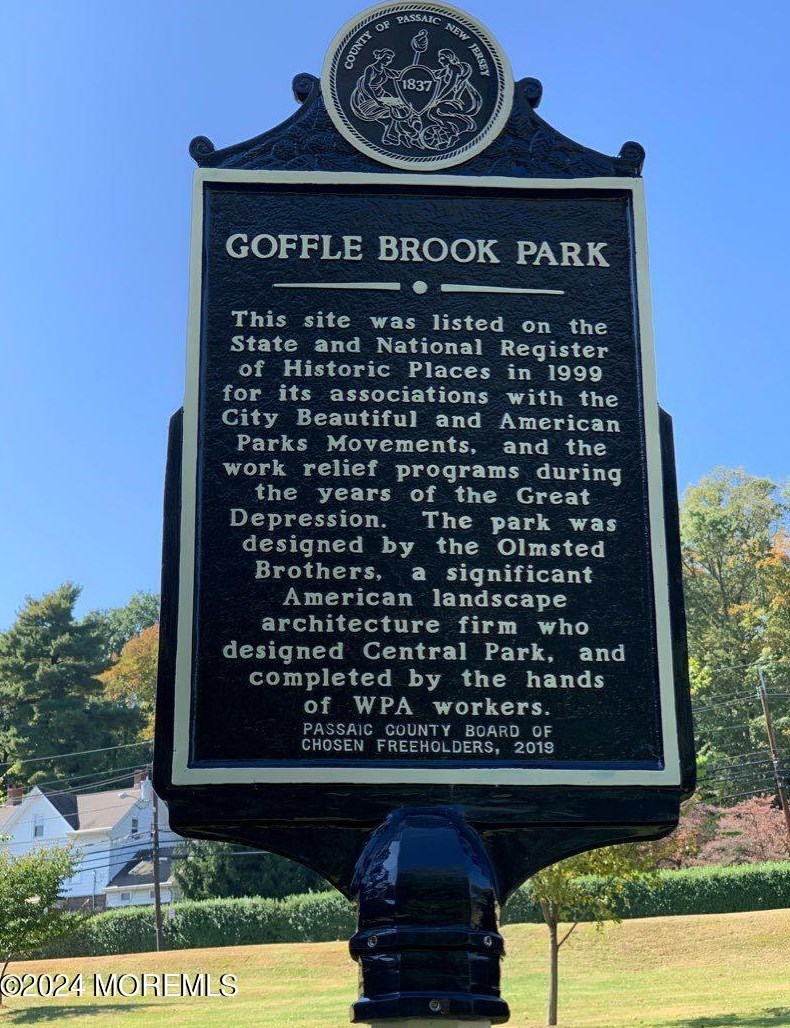 COUNTY OF PASSAIC NEW JERSEY
1837
GOFFLE BROOK PARK
This site was listed on the
State and National Register
of Historic Places in 1999
for its associations with the
City Beautiful and American
Parks Movements, and the
work relief programs during
the years of the Great
Depression. The park was
designed by the Olmsted
Brothers, a significant
American landscape
architecture firm who
designed Central Park, and
completed by the hands
of WPA workers.
PASSAIC COUNTY BOARD OF
CHOSEN FREEHOLDERS, 2019
©2024 MOREMLS